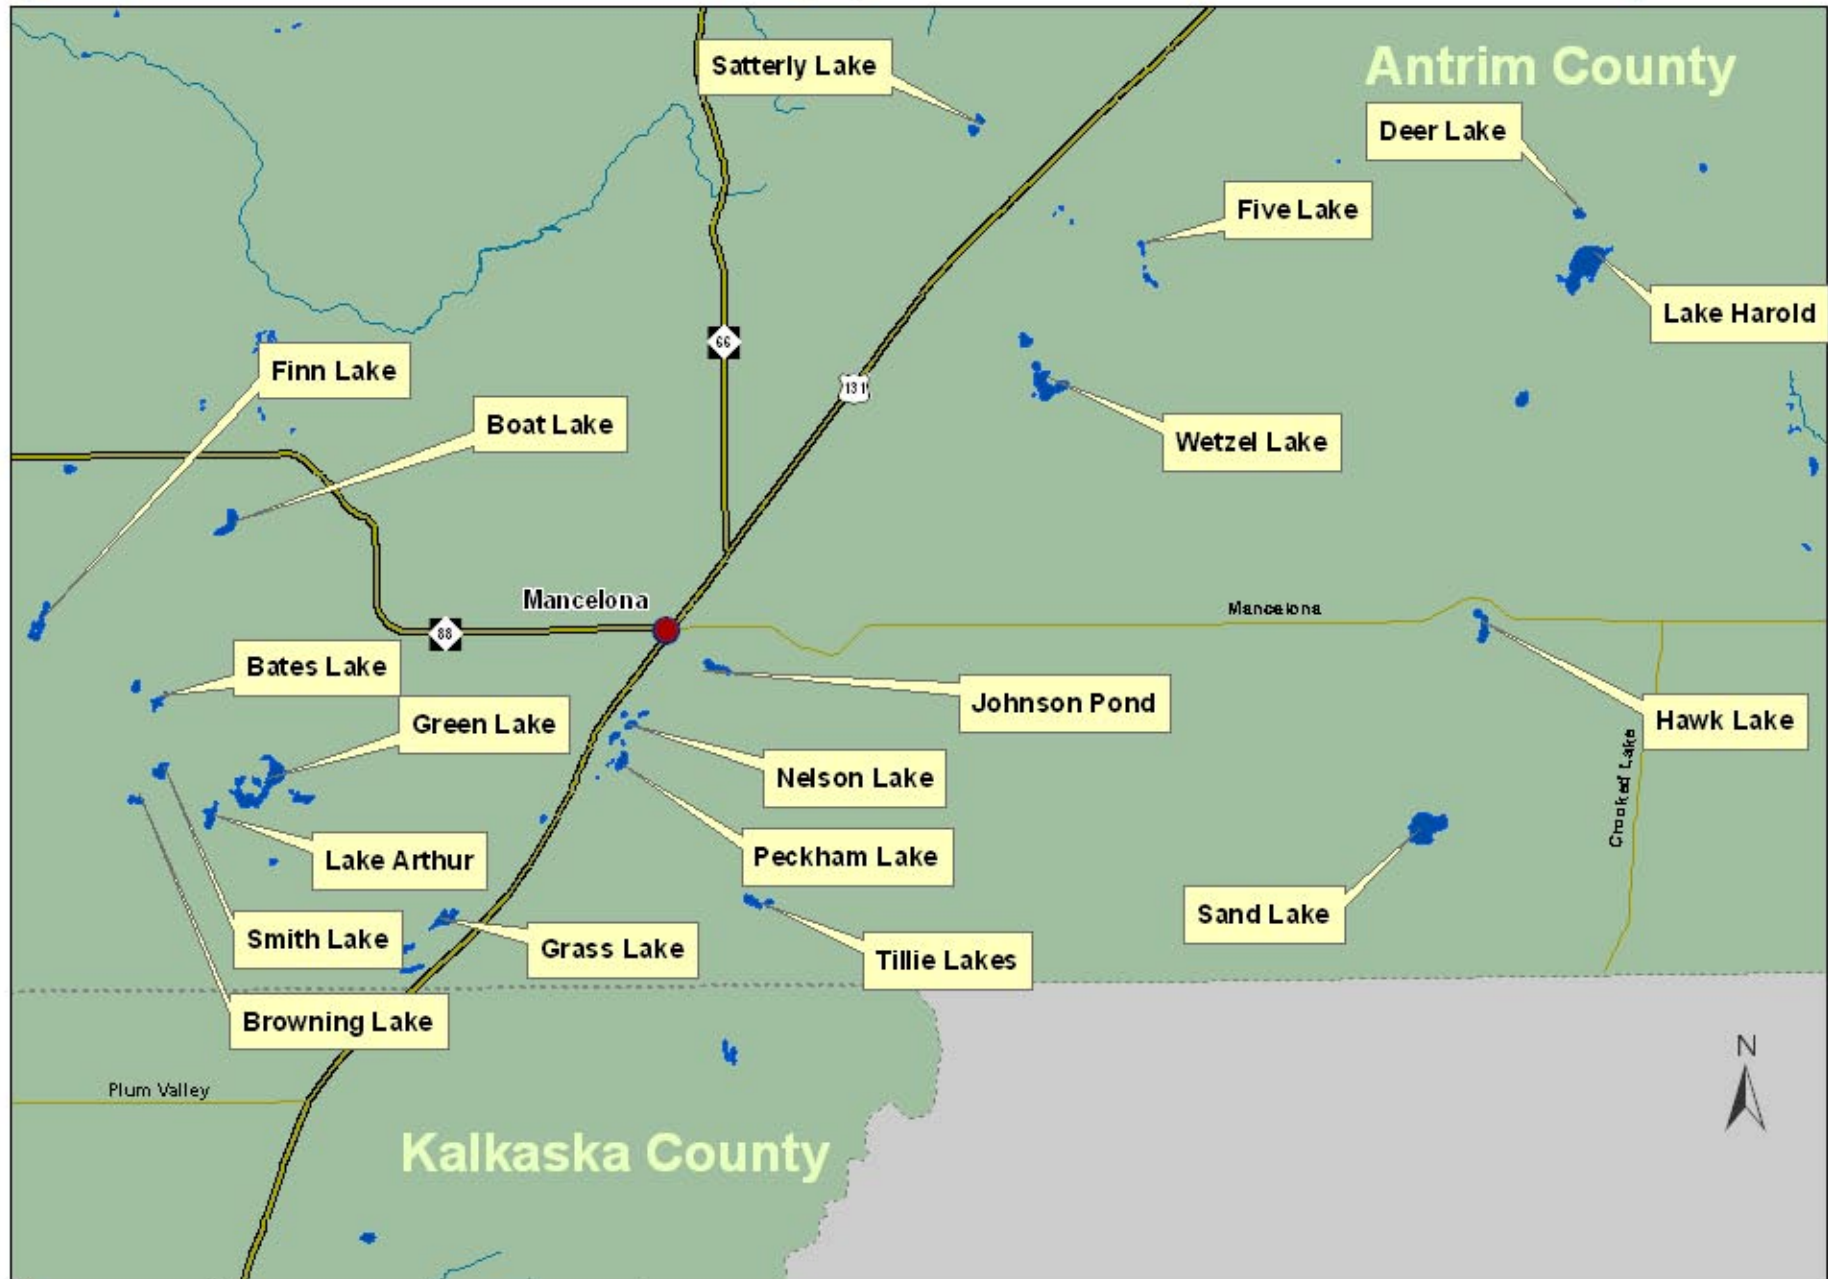 Antrim County
Satterly Lake
Deer Lake
Five Lake
Lake Harold
66
Finn Lake
131
Boat Lake
Wetzel Lake
Mancelona
Mancelona
88
Bates Lake
Johnson Pond
Green Lake
Hawk Lake
Nelson Lake
Crooked Lake
Lake Arthur
Peckham Lake
Sand Lake
Smith Lake
Grass Lake
Tillie Lakes
Browning Lake
N
Plum Valley
Kalkaska County